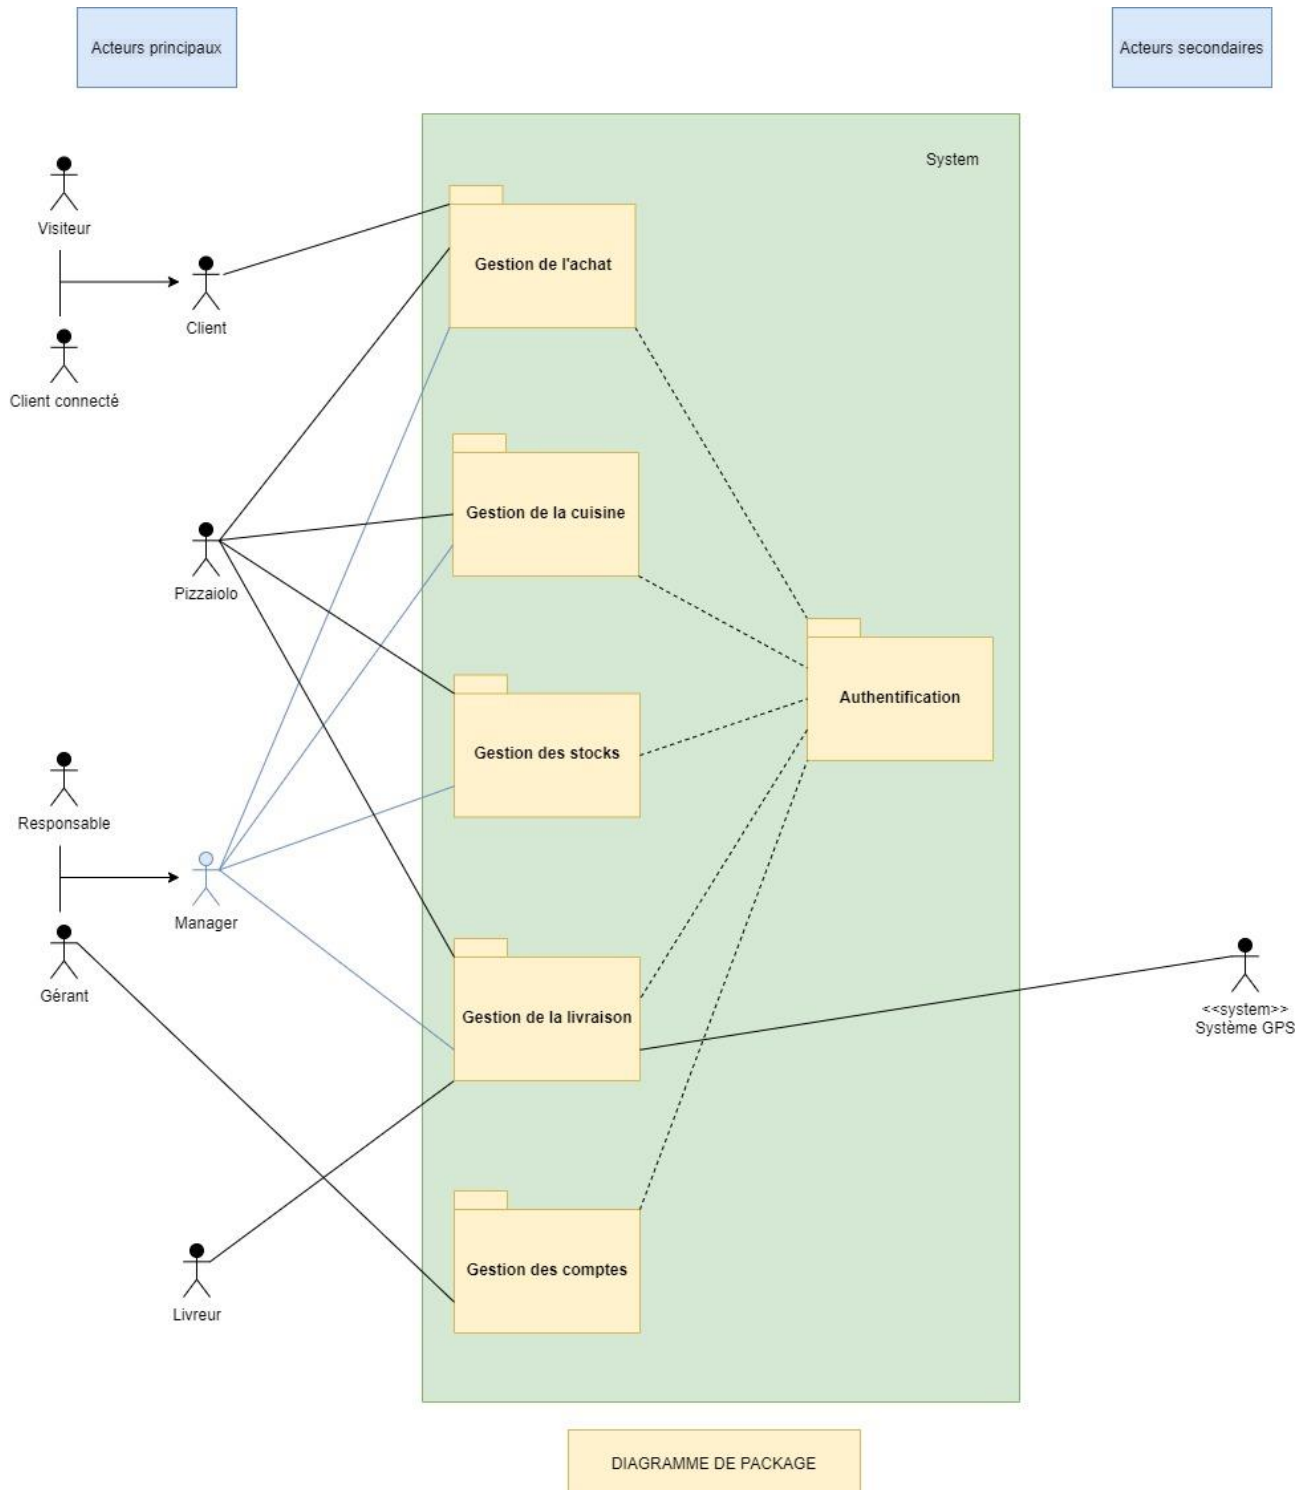 Acteurs principaux
Acteurs secondaires
System
Visiteur
Client
Client connecté
Gestion de l'achat
Gestion de la cuisine
Pizzaiolo
Authentification
Gestion des stocks
Responsable
Manager
Gérant
Gestion de la livraison
<<system>>
Système GPS
Gestion des comptes
Livreur
DIAGRAMME DE PACKAGE